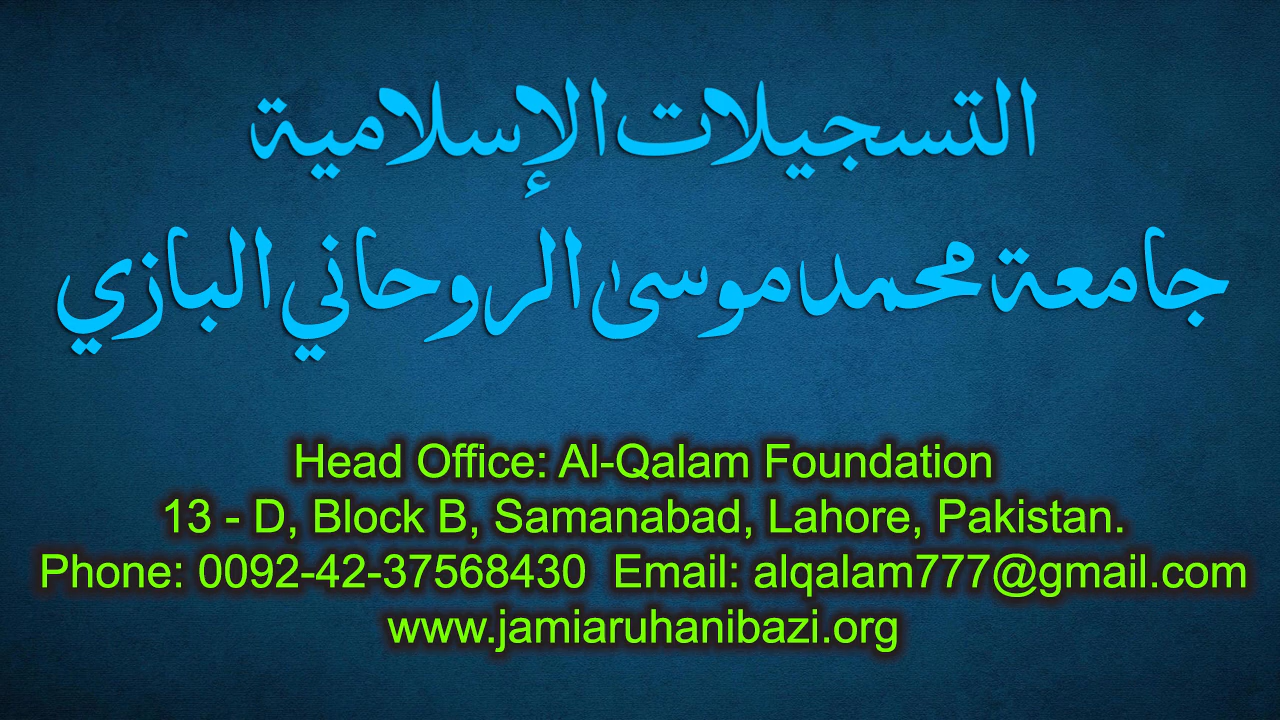 التسجيلات الإسلامية
جامعة محمد موسىٰ الروحاني البازي
Head Office: Al-Qalam Foundation
13 - D, Block B, Samanabad, Lahore, Pakistan.
Phone: 0092-42-37568430 Email: alqalam777@gmail.com
www.jamiaruhanibazi.org